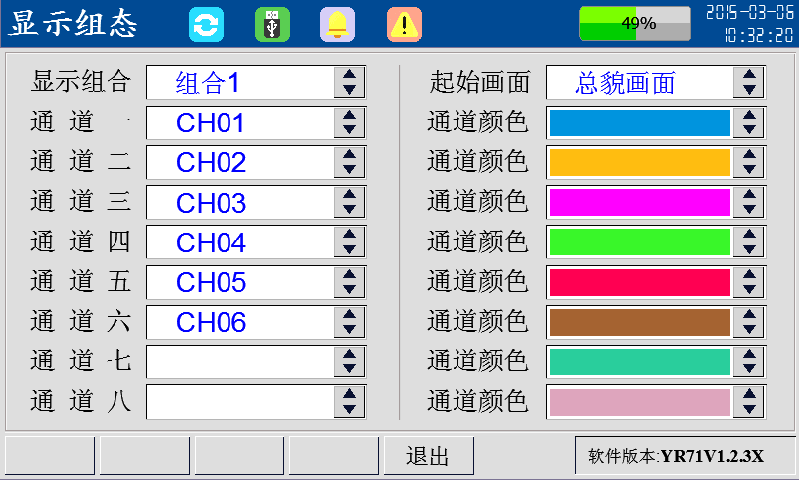 显示组态 49% 2015-03-06
10:32:20
显示组合 组合1 起始画面 总貌画面
通道一 CH01 通道颜色
通道二 CH02 通道颜色
通道三 CH03 通道颜色
通道四 CH04 通道颜色
通道五 CH05 通道颜色
通道六 CH06 通道颜色
通道七 通道颜色
通道八 通道颜色
退出 软件版本:YR71V1.2.3X